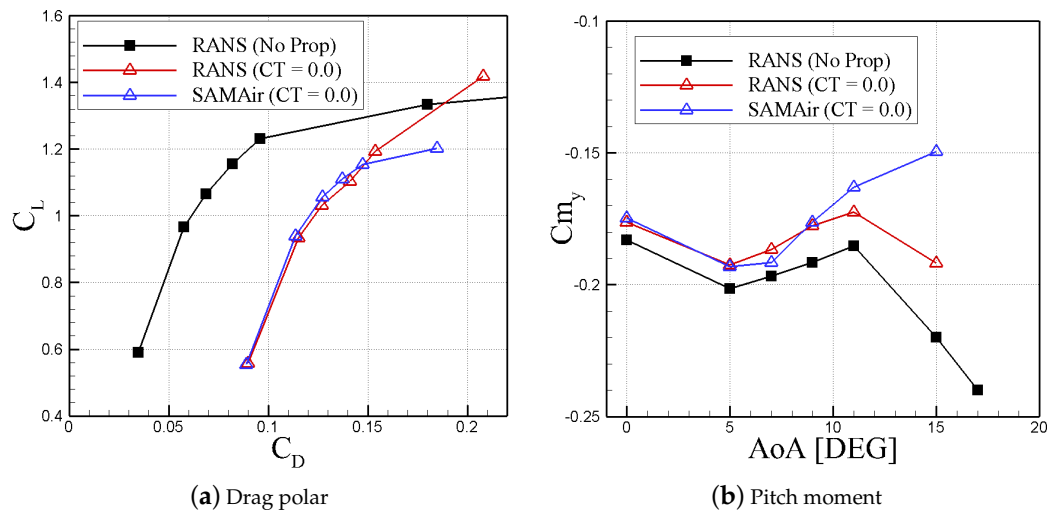 1.6
1.4
1.2
1
0.8
0.6
0.4
C_L
RANS (No Prop)
RANS (CT = 0.0)
SAMAir (CT = 0.0)
0
0.05
0.1
0.15
0.2
C_D
(a) Drag polar
-0.1
-0.15
-0.2
-0.25
Cm_y
RANS (No Prop)
RANS (CT = 0.0)
SAMAir (CT = 0.0)
0
5
10
15
20
AoA [DEG]
(b) Pitch moment